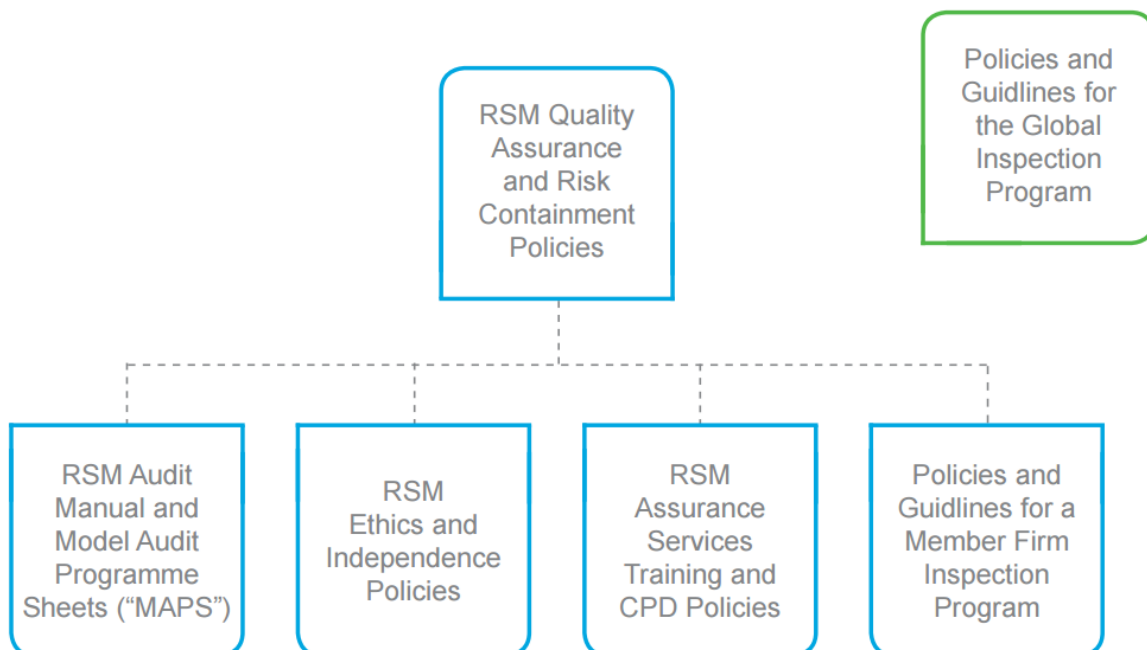 Policies and
Guidlines for
the Global
Inspection
Program
RSM Quality
Assurance
and Risk
Containment
Policies
RSM Audit
Manual and
Model Audit
Programme
Sheets (“MAPS”)
RSM
Ethics and
Independence
Policies
RSM
Assurance
Services
Training and
CPD Policies
Policies and
Guidlines for a
Member Firm
Inspection
Program